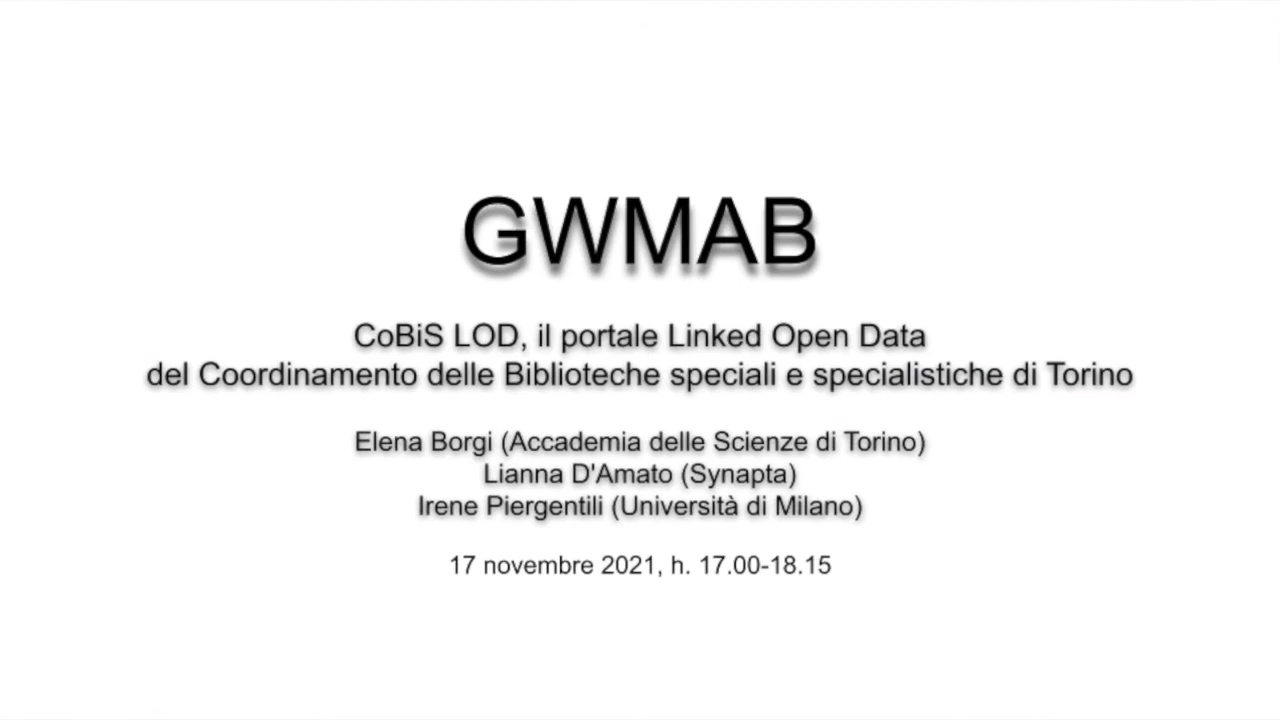 GWMAB
CoBiS LOD, il portale Linked Open Data
del Coordinamento delle Biblioteche speciali e specialistiche di Torino
Elena Borgi (Accademia delle Scienze di Torino)
Lianna D'Amato (Synapta)
Irene Piergentili (Università di Milano)
17 novembre 2021, h. 17.00-18.15